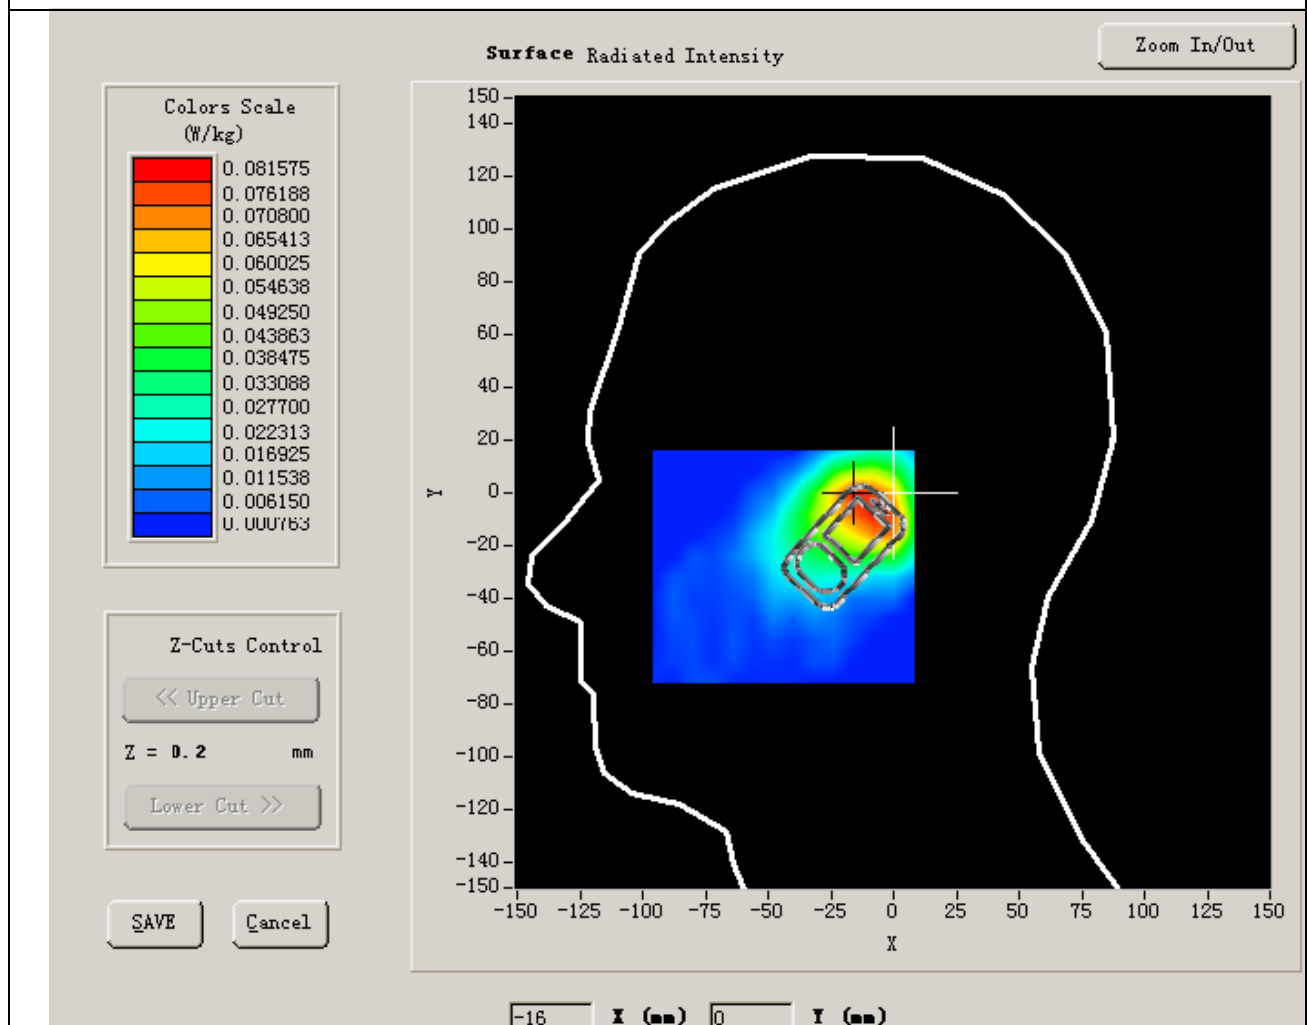 Surface Radiated Intensity
Zoom In/Out
Colors Scale
(W/kg)
0.081575
0.076188
0.070800
0.065413
0.060025
0.054638
0.049250
0.043863
0.038475
0.033088
0.027700
0.022313
0.016925
0.011538
0.006150
0.000763
Z-Cuts Control
<< Upper Cut
Z = 0.2 mm
Lower Cut >>
SAVE Cancel
150
140
120
100
80
60
40
20
0
-20
-40
-60
-80
-100
-120
-140
-150
Y
-150 -125 -100 -75 -50 -25 0 25 50 75 100 125 150
X
-16 X (mm) 0 Y (mm)